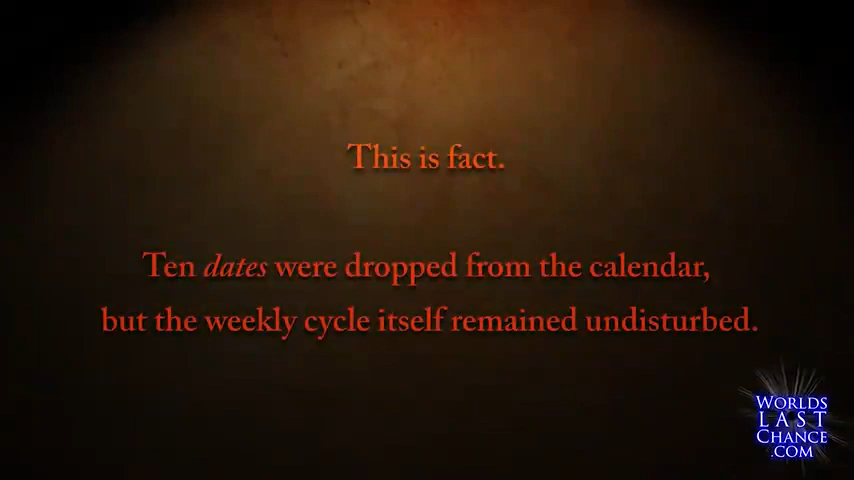 This is fact.
Ten dates were dropped from the calendar,
but the weekly cycle itself remained undisturbed.
WORLDS
LAST
CHANCE
.COM